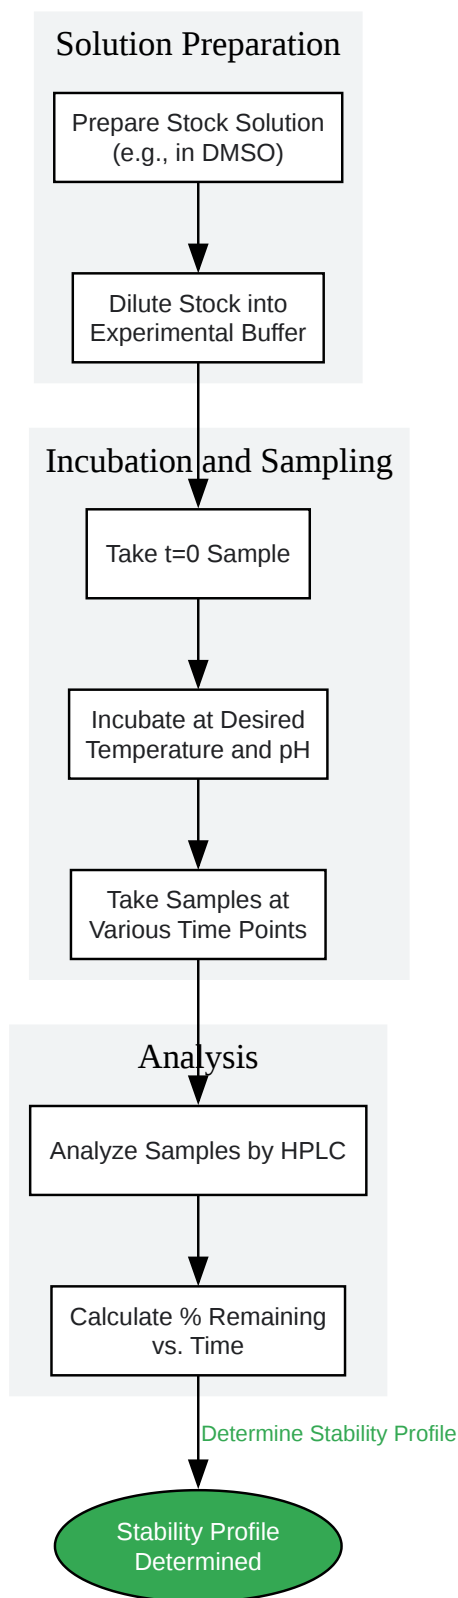 Solution Preparation
Prepare Stock Solution
(e.g., in DMSO)
Dilute Stock into
Experimental Buffer
Incubation and Sampling
Take t=0 Sample
Incubate at Desired
Temperature and pH
Take Samples at
Various Time Points
Analysis
Analyze Samples by HPLC
Calculate % Remaining
vs. Time
Determine Stability Profile
Stability Profile
Determined